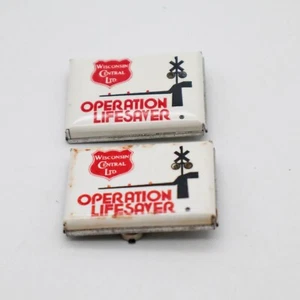 WISCONSIN
CENTRAL
LTD
OPERATION
LIFESAVER
WISCONSIN
CENTRAL
LTD
OPERATION
LIFESAVER